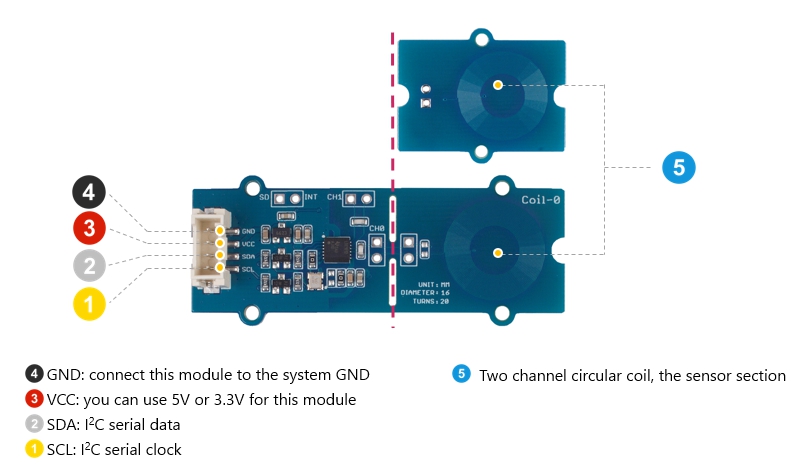 4
3
2
1
5
SD INT CH1
CH0
GND
VCC
SDA
SCL
Coil-0
UNIT: MM
DIAMETER: 16
TURNS: 20
4 GND: connect this module to the system GND
3 VCC: you can use 5V or 3.3V for this module
2 SDA: I²C serial data
1 SCL: I²C serial clock
5 Two channel circular coil, the sensor section